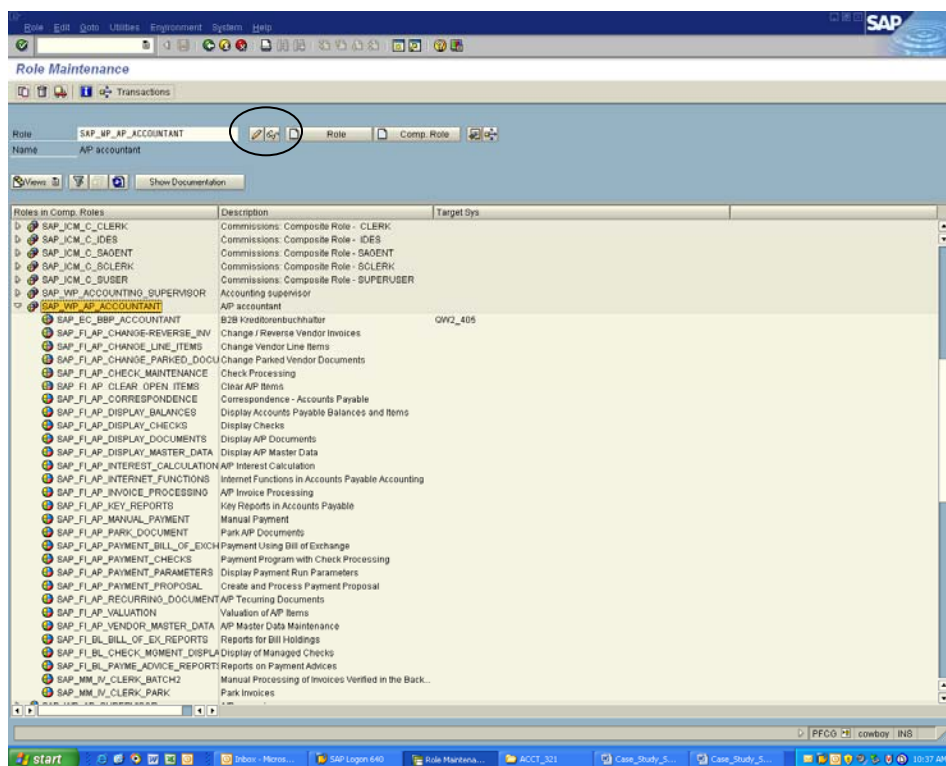 Role Edit Goto Utilities Environment System Help
SAP
Role Maintenance
Transactions
Role SAP_WP_AP_ACCOUNTANT Role Comp. Role
Name A/P accountant
Views Show Documentation
Roles in Comp. Roles Description Target Sys
SAP_ICM_C_CLERK Commissions: Composite Role - CLERK
SAP_ICM_C_IDES Commissions: Composite Role - IDES
SAP_ICM_C_SAGENT Commissions: Composite Role - SAGENT
SAP_ICM_C_SCLERK Commissions: Composite Role - SCLERK
SAP_ICM_C_SUSER Commissions: Composite Role - SUPERUSER
SAP_WP_ACCOUNTING_SUPERVISOR Accounting supervisor
SAP_WP_AP_ACCOUNTANT A/P accountant
SAP_EC_BBP_ACCOUNTANT B2B Kreditorenbuchhalter QW2_405
SAP_FI_AP_CHANGE-REVERSE_INV Change / Reverse Vendor Invoices
SAP_FI_AP_CHANGE_LINE_ITEMS Change Vendor Line Items
SAP_FI_AP_CHANGE_PARKED_DOCU Change Parked Vendor Documents
SAP_FI_AP_CHECK_MAINTENANCE Check Processing
SAP_FI_AP_CLEAR_OPEN_ITEMS Clear A/P Items
SAP_FI_AP_CORRESPONDENCE Correspondence - Accounts Payable
SAP_FI_AP_DISPLAY_BALANCES Display Accounts Payable Balances and Items
SAP_FI_AP_DISPLAY_CHECKS Display Checks
SAP_FI_AP_DISPLAY_DOCUMENTS Display A/P Documents
SAP_FI_AP_DISPLAY_MASTER_DATA Display A/P Master Data
SAP_FI_AP_INTEREST_CALCULATION A/P Interest Calculation
SAP_FI_AP_INTERNET_FUNCTIONS Internet Functions in Accounts Payable Accounting
SAP_FI_AP_INVOICE_PROCESSING A/P Invoice Processing
SAP_FI_AP_KEY_REPORTS Key Reports in Accounts Payable
SAP_FI_AP_MANUAL_PAYMENT Manual Payment
SAP_FI_AP_PARK_DOCUMENT Park A/P Documents
SAP_FI_AP_PAYMENT_BILL_OF_EXCH Payment Using Bill of Exchange
SAP_FI_AP_PAYMENT_CHECKS Payment Program with Check Processing
SAP_FI_AP_PAYMENT_PARAMETERS Display Payment Run Parameters
SAP_FI_AP_PAYMENT_PROPOSAL Create and Process Payment Proposal
SAP_FI_AP_RECURRING_DOCUMENT A/P Tecurring Documents
SAP_FI_AP_VALUATION Valuation of A/P Items
SAP_FI_AP_VENDOR_MASTER_DATA A/P Master Data Maintenance
SAP_FI_BL_BILL_OF_EX_REPORTS Reports for Bill Holdings
SAP_FI_BL_CHECK_MOMENT_DISPLA Display of Managed Checks
SAP_FI_BL_PAYME_ADVICE_REPORTS Reports on Payment Advices
SAP_MM_IV_CLERK_BATCH2 Manual Processing of Invoices Verified in the Back...
SAP_MM_IV_CLERK_PARK Park Invoices
PFCG cowboy INS
start Inbox - Micros... SAP Logon 640 Role Maintena... ACCT_321 Case_Study_S... Case_Study_S... 10:37 AM